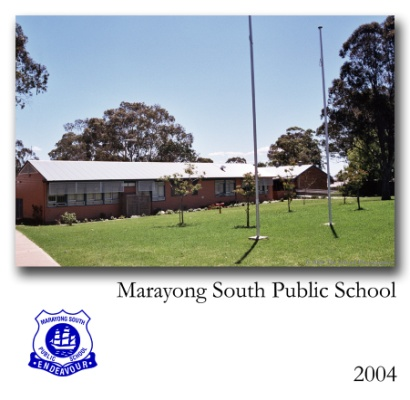 Marayong South Public School
MARAYONG SOUTH
PUBLIC SCHOOL
ENDEAVOUR
2004